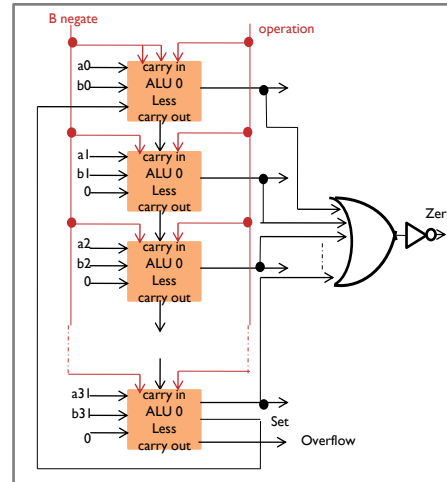 B negate
operation
a0
b0
carry in
ALU 0
Less
carry out
a1
b1
0
carry in
ALU 0
Less
carry out
a2
b2
0
carry in
ALU 0
Less
carry out
Zer
a31
b31
0
carry in
ALU 0
Less
carry out
Set
Overflow